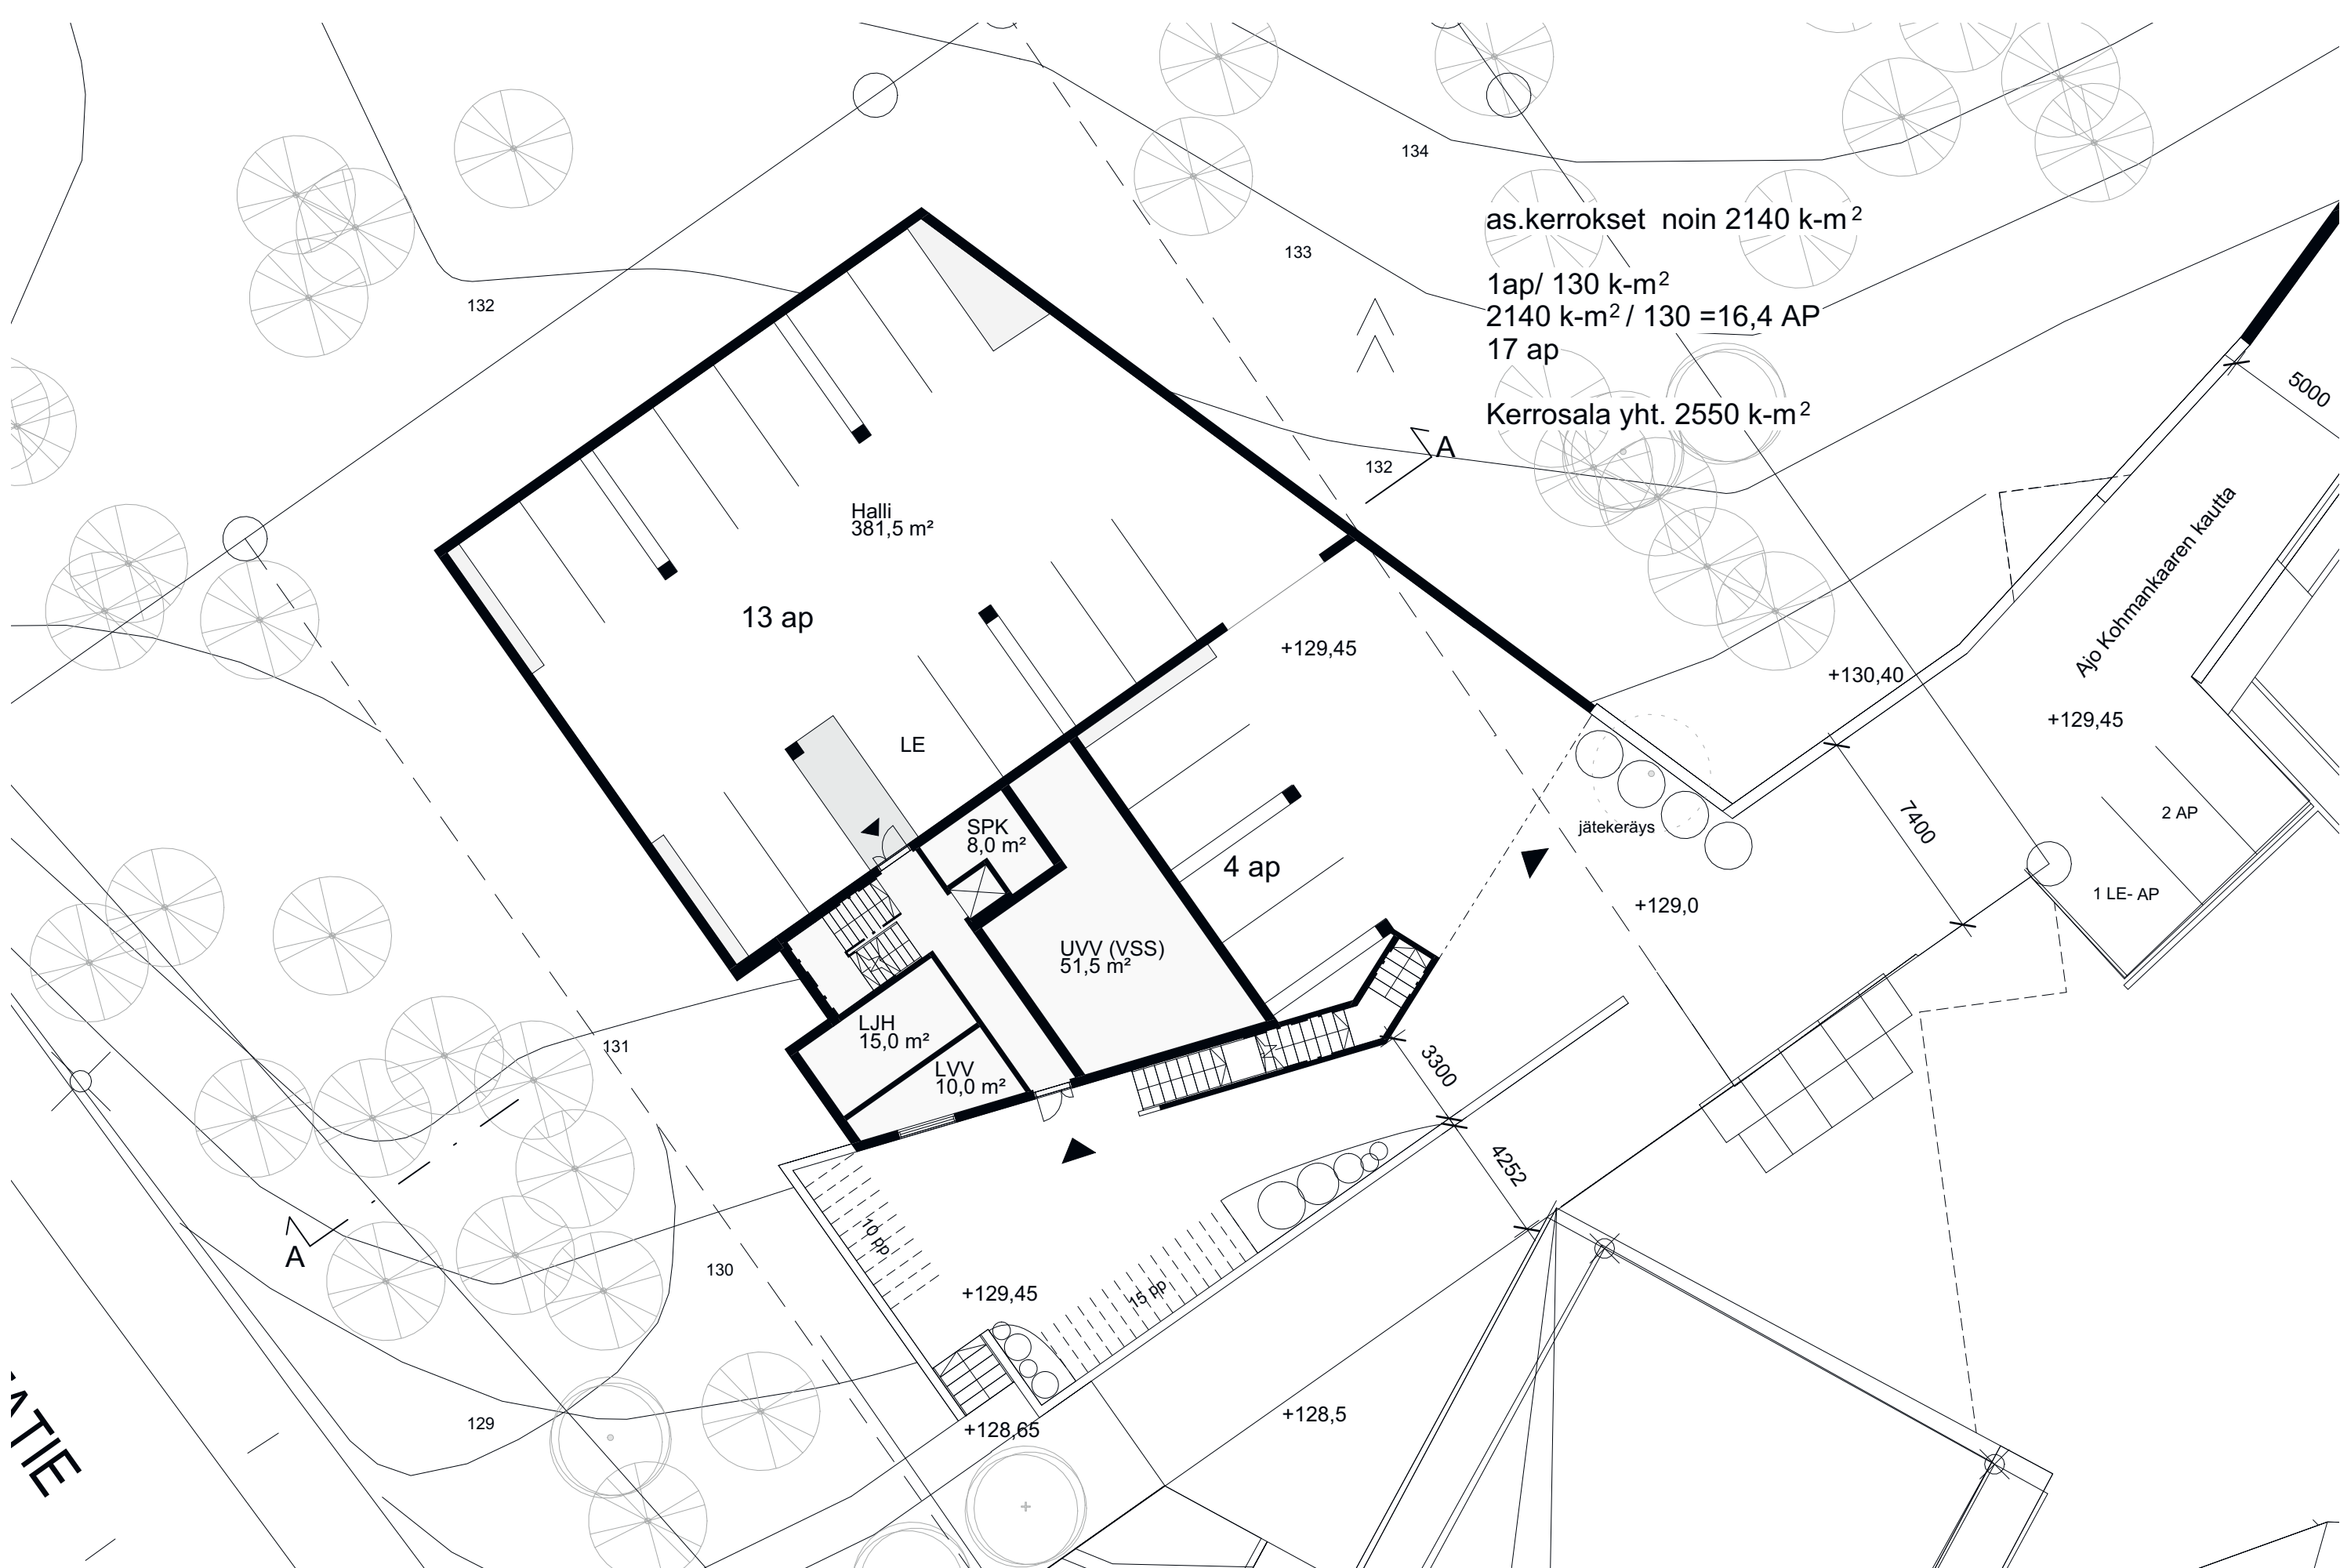 134
as.kerrokset noin 2140 k-m²
133
1ap/ 130 k-m²
132
2140 k-m² / 130 =16,4 AP
17 ap
5000
Kerrosala yht. 2550 k-m²
A
132
Halli
381,5 m²
Ajo Kohmankaaren kautta
13 ap
+129,45
+130,40
+129,45
LE
2 AP
SPK
8,0 m²
jätekeräys
7400
4 ap
1 LE- AP
+129,0
UVV (VSS)
51,5 m²
LJH
15,0 m²
131
LVV
10,0 m²
3300
4252
10 pp
A
130
+129,45
15 pp
129
+128,5
+128,65
ATIE